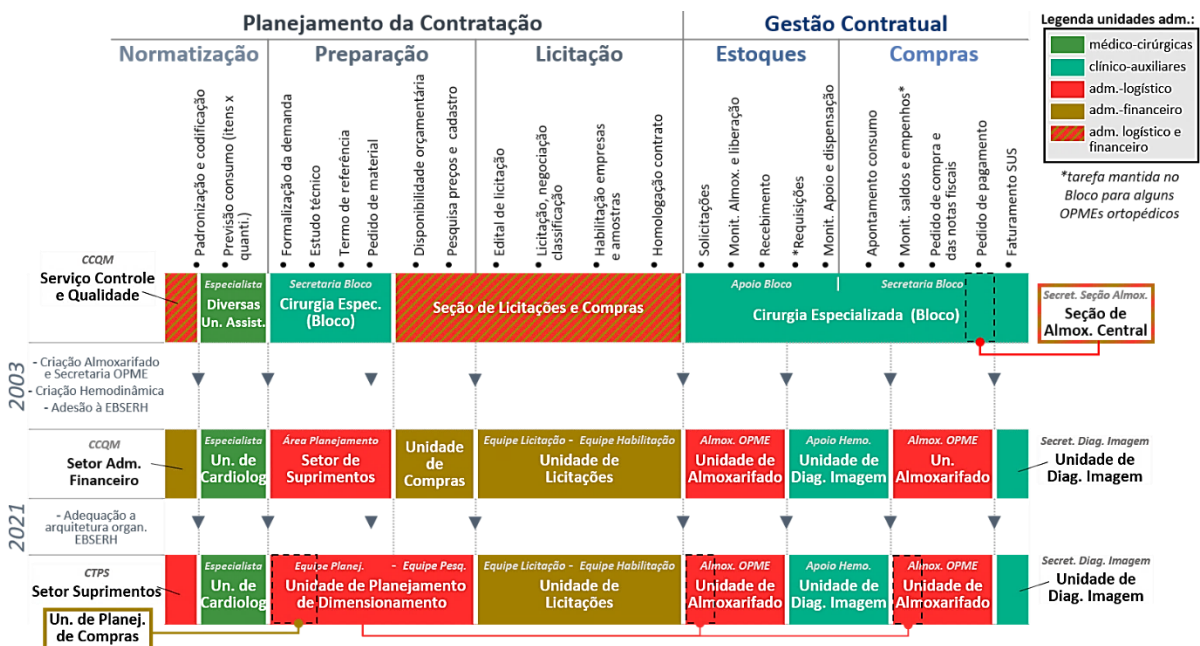 Planejamento da Contratação
Gestão Contratual
Normatização
Preparação
Licitação
Estoques
Compras
Legenda unidades adm.:
médico-cirúrgicas
clínico-auxiliares
adm.-logístico
adm.-financeiro
adm. logístico e
financeiro
*tarefa mantida no
Bloco para alguns
OPMEs ortopédicos
• Padronização e codificação
• Previsão consumo (itens x
quanti.)
• Formalização da demanda
• Estudo técnico
• Termo de referência
• Pedido de material
• Disponibilidade orçamentária
• Pesquisa preços e cadastro
• Edital de licitação
• Licitação, negociação
classificação
• Habilitação empresas
e amostras
• Homologação contrato
• Solicitações
• Monit. Almox. e liberação
• Recebimento
• *Requisições
• Monit. Apoio e dispensação
• Apontamento consumo
• Monit. saldos e empenhos*
• Pedido de compra e
das notas fiscais
• Pedido de pagamento
• Faturamento SUS
CCQM
Serviço Controle
e Qualidade
Especialista
Diversas
Un. Assist.
Secretaria Bloco
Cirurgia Espec.
(Bloco)
Seção de Licitações e Compras
Apoio Bloco
Secretaria Bloco
Cirurgia Especializada (Bloco)
Secret. Seção Almox.
Seção de
Almox. Central
2003
- Criação Almoxarifado
e Secretaria OPME
- Criação Hemodinâmica
- Adesão à EBSERH
CCQM
Setor Adm.
Financeiro
Especialista
Un. de
Cardiolog
Área Planejamento
Setor de
Suprimentos
Unidade
de
Compras
Equipe Licitação - Equipe Habilitação
Unidade de
Licitações
Almox. OPME
Unidade de
Almoxarifado
Apoio Hemo.
Unidade de
Diag. Imagem
Almox. OPME
Un.
Almoxarifado
Secret. Diag. Imagem
Unidade de
Diag. Imagem
2021
- Adequação a
arquitetura organ.
EBSERH
CTPS
Setor Suprimentos
Especialista
Un. de
Cardiolog
Equipe Planej. - Equipe Pesq.
Unidade de Planejamento
de Dimensionamento
Equipe Licitação - Equipe Habilitação
Unidade de
Licitações
Almox. OPME
Unidade de
Almoxarifado
Apoio Hemo.
Unidade de
Diag. Imagem
Almox. OPME
Unidade de
Almoxarifado
Secret. Diag. Imagem
Unidade de
Diag. Imagem
Un. de Planej.
de Compras